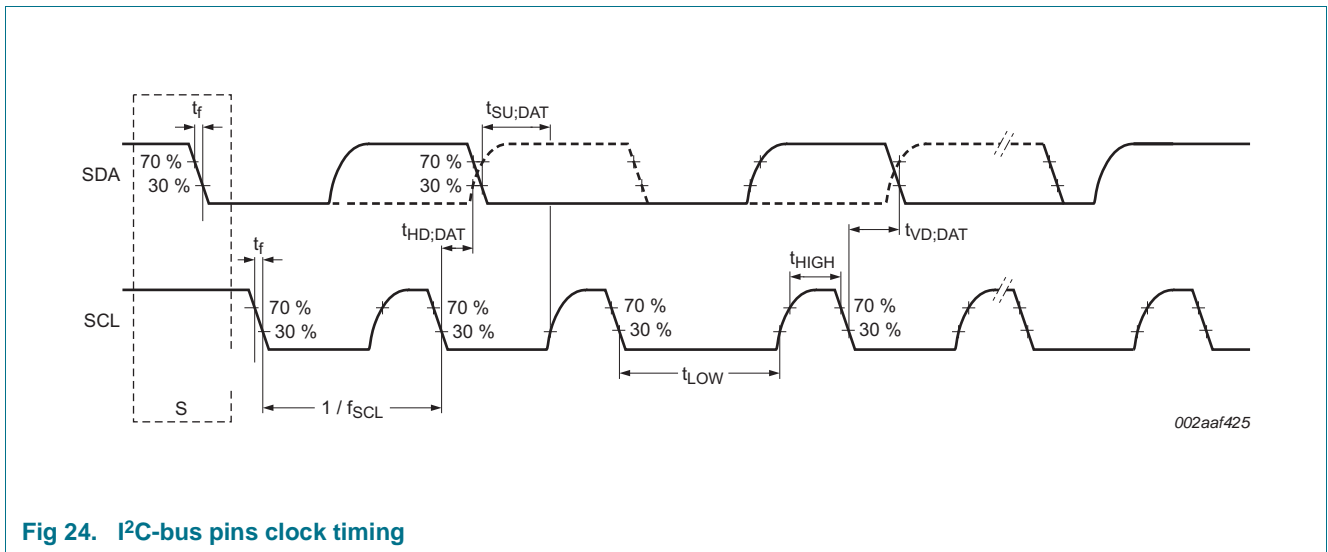 tf
tSU;DAT
70 %
30 %
SDA
70 %
30 %
tHD;DAT
tVD;DAT
tf
tHIGH
70 %
30 %
SCL
70 %
30 %
70 %
30 %
70 %
30 %
tLOW
S
1 / fSCL
002aaf425
Fig 24. I2C-bus pins clock timing